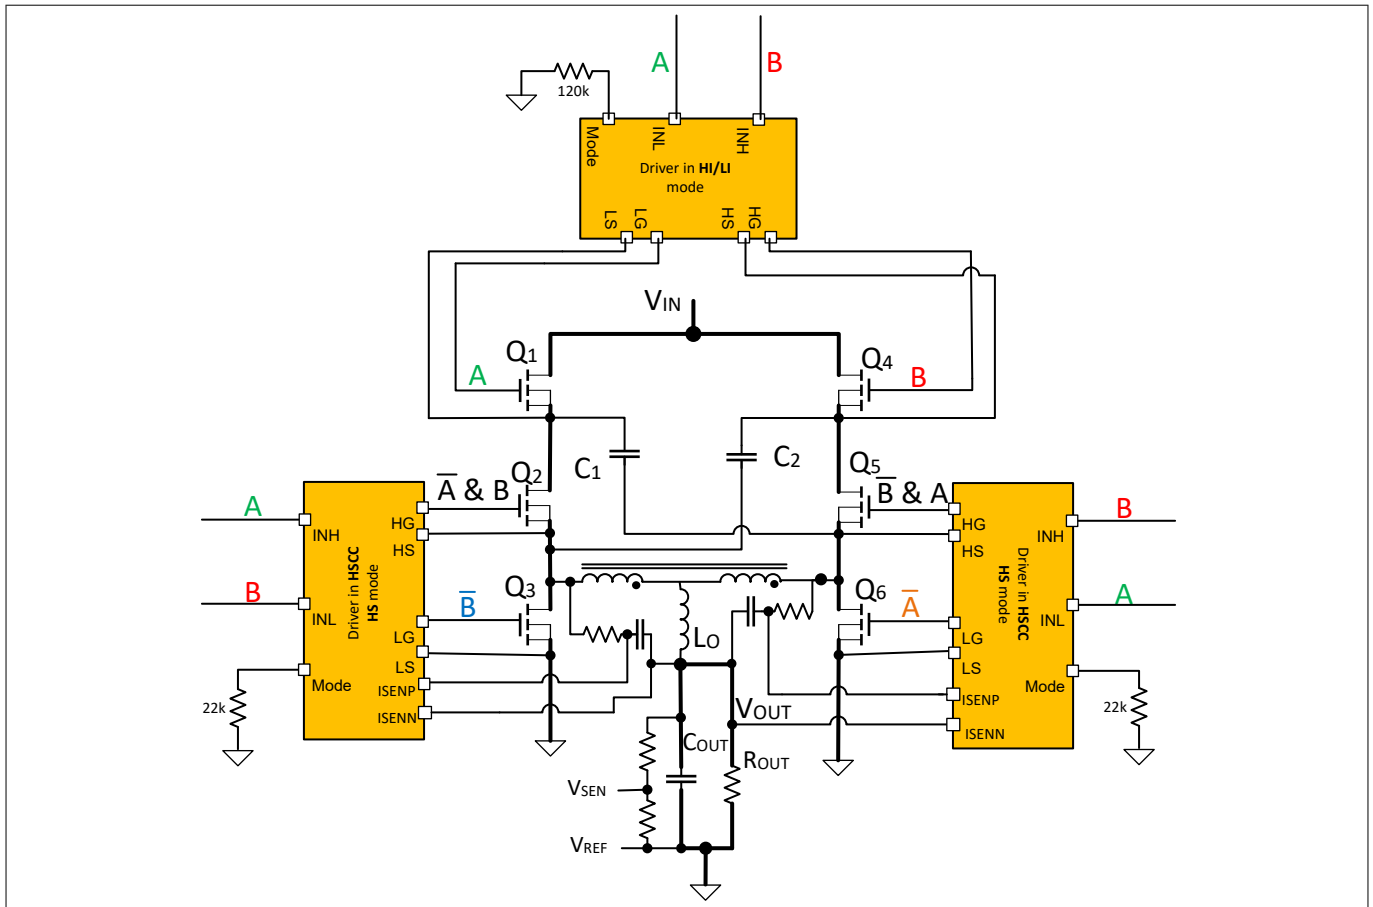 A
B
120k
Mode
INL
INH
Driver in HI/LI
mode
LS
LG
HS
HG
VIN
Q1
Q4
A
B
C1
C2
Q2
Q5
A̅ & B
B̅ & A
A
B
INH
HG
HS
Driver in HSCC
HS mode
INL
LG
LS
Mode
ISENP
ISENN
22k
B̅
Q3
Q6
A̅
LO
HG
HS
INH
Driver in HSCC
HS mode
LG
LS
INL
Mode
ISENP
ISENN
B
A
22k
VOUT
COUT
ROUT
VSEN
VREF